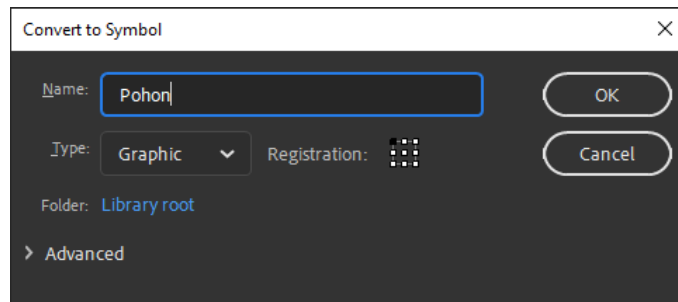 Convert to Symbol
Name: Pohon OK
Type: Graphic Registration: Cancel
Folder: Library root
Advanced